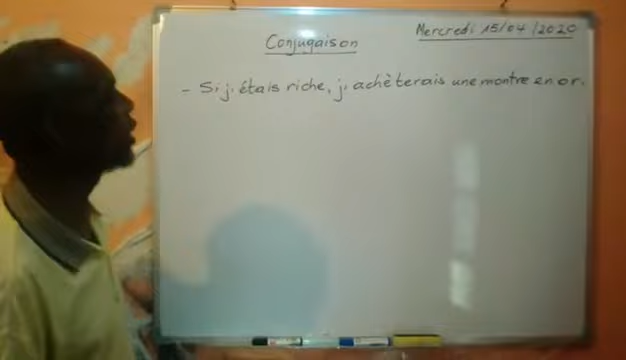 Mercredi 15/04/2020
Conjugaison
- Si j'étais riche, j'achèterais une montre en or.